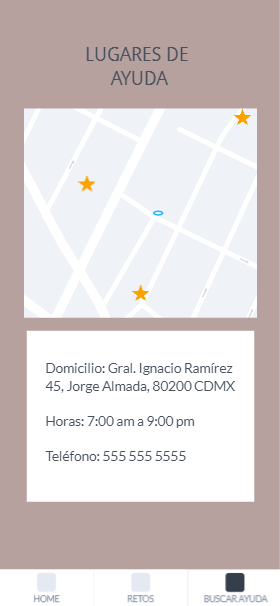 LUGARES DE
AYUDA
Domicilio: Gral. Ignacio Ramírez
45, Jorge Almada, 80200 CDMX
Horas: 7:00 am a 9:00 pm
Teléfono: 555 555 5555
HOME
RETOS
BUSCAR AYUDA